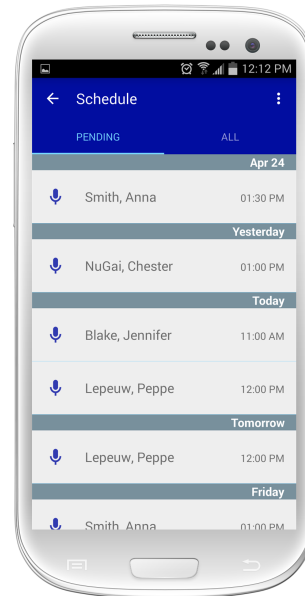 12:12 PM
Schedule
PENDING ALL
Apr 24
Smith, Anna 01:30 PM
Yesterday
NuGai, Chester 01:00 PM
Today
Blake, Jennifer 11:00 AM
Lepeuw, Peppe 12:00 PM
Tomorrow
Lepeuw, Peppe 12:00 PM
Friday
Smith, Anna 01:00 PM